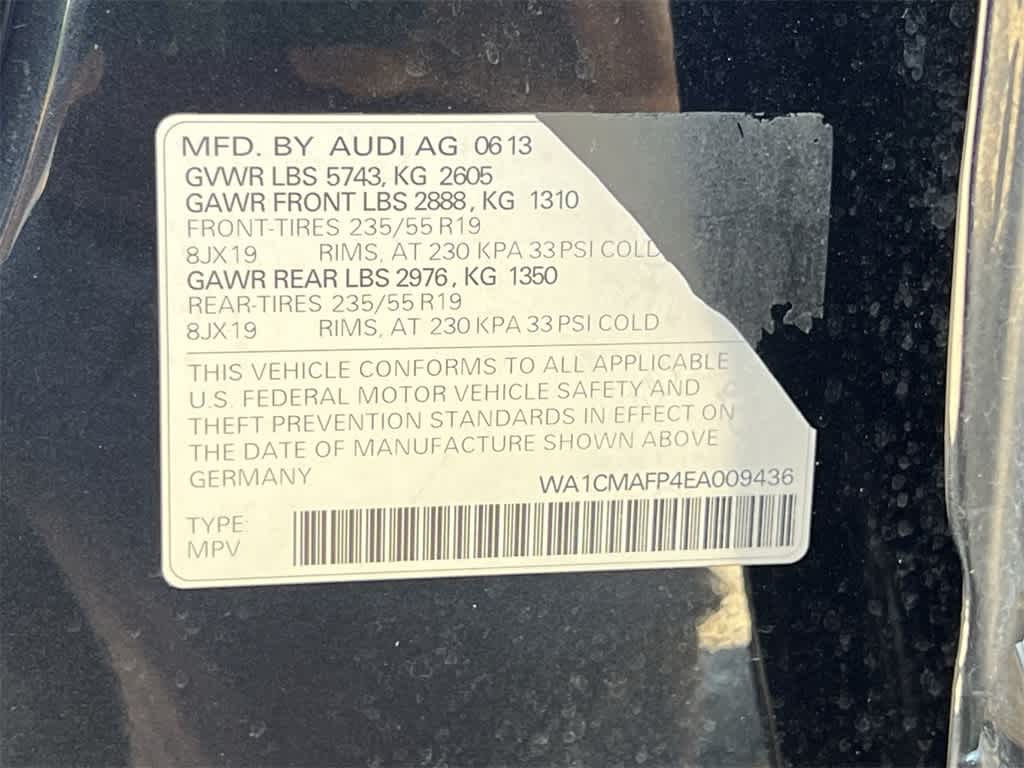 MFD. BY AUDI AG 06 13
GVWR LBS 5743, KG 2605
GAWR FRONT LBS 2888, KG 1310
FRONT-TIRES 235/55 R19
8JX19 RIMS, AT 230 KPA 33 PSI COLD
GAWR REAR LBS 2976, KG 1350
REAR-TIRES 235/55 R19
8JX19 RIMS, AT 230 KPA 33 PSI COLD
THIS VEHICLE CONFORMS TO ALL APPLICABLE
U.S. FEDERAL MOTOR VEHICLE SAFETY AND
THEFT PREVENTION STANDARDS IN EFFECT ON
THE DATE OF MANUFACTURE SHOWN ABOVE
GERMANY WA1CMAFP4EA009436
TYPE:
MPV